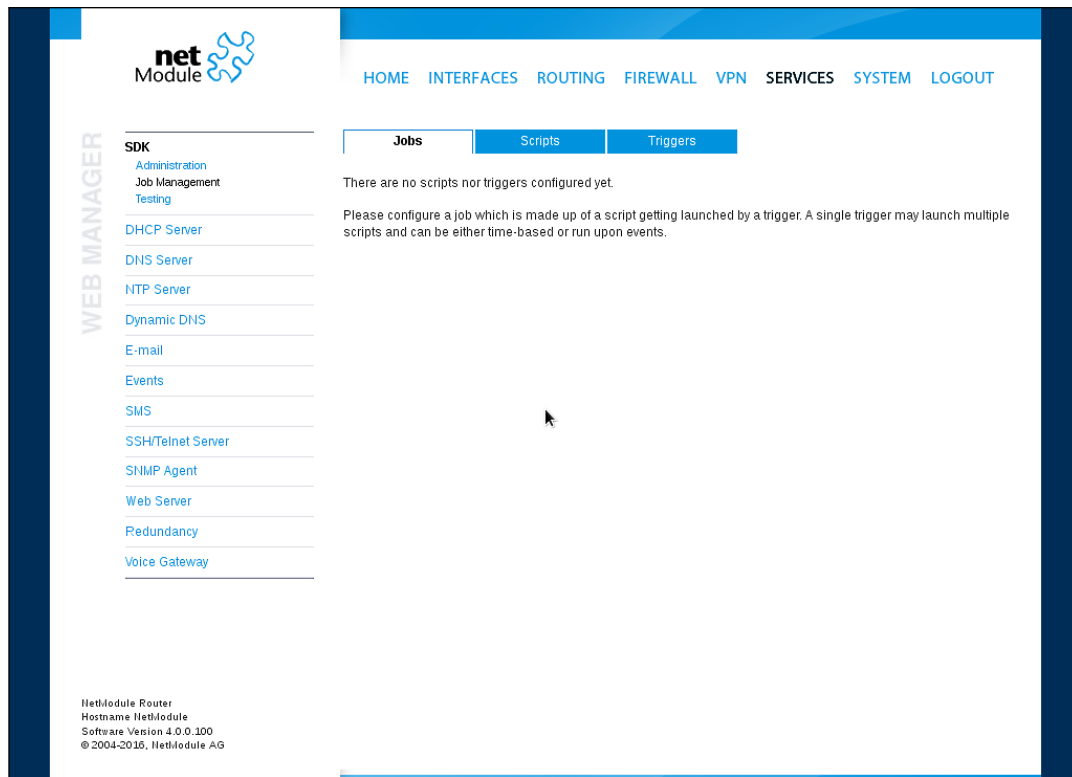 net
Module
HOME INTERFACES ROUTING FIREWALL VPN SERVICES SYSTEM LOGOUT
WEB MANAGER
SDK
Administration
Job Management
Testing
DHCP Server
DNS Server
NTP Server
Dynamic DNS
E-mail
Events
SMS
SSH/Telnet Server
SNMP Agent
Web Server
Redundancy
Voice Gateway
Jobs Scripts Triggers
There are no scripts nor triggers configured yet.
Please configure a job which is made up of a script getting launched by a trigger. A single trigger may launch multiple
scripts and can be either time-based or run upon events.
NetModule Router
Hostname NetModule
Software Version 4.0.0.100
© 2004-2016, NetModule AG